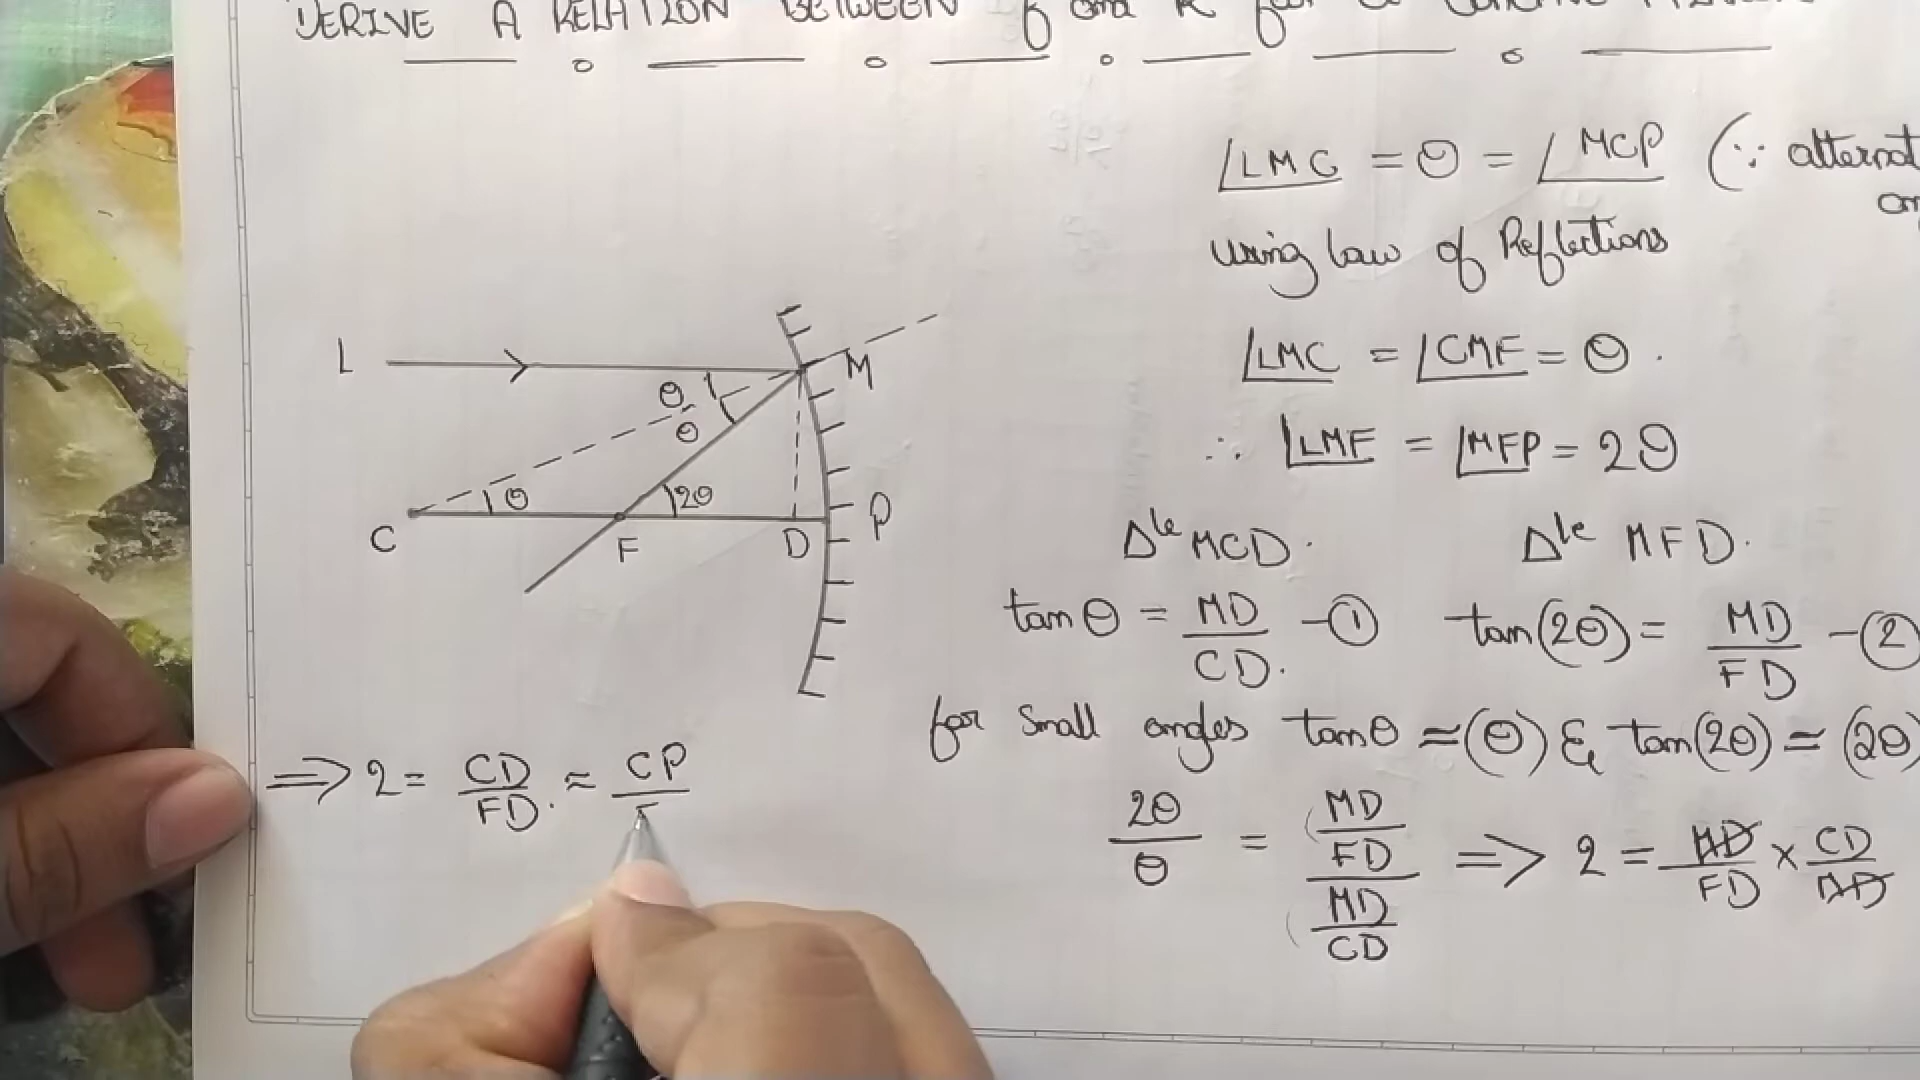 DERIVE A RELATION BETWEEN f and R for a
∠LMC = θ = ∠MCP (∵
using law of Reflections
∠LMC = ∠CMF = θ.
∴ ∠LMF = ∠MFP = 2θ
Δle MCD. Δle MFD.
tanθ = MD/CD. -① tan(2θ) = MD/FD -②
for small angles tanθ ≈ (θ) & tan(2θ) ≈ (2θ)
2θ/θ = (MD/FD)/(MD/CD) => 2 = MD/FD × CD/MD
L
M
θ
θ
θ
2θ
C
F
D
P
=> 2 = CD/FD. ≈ CP/